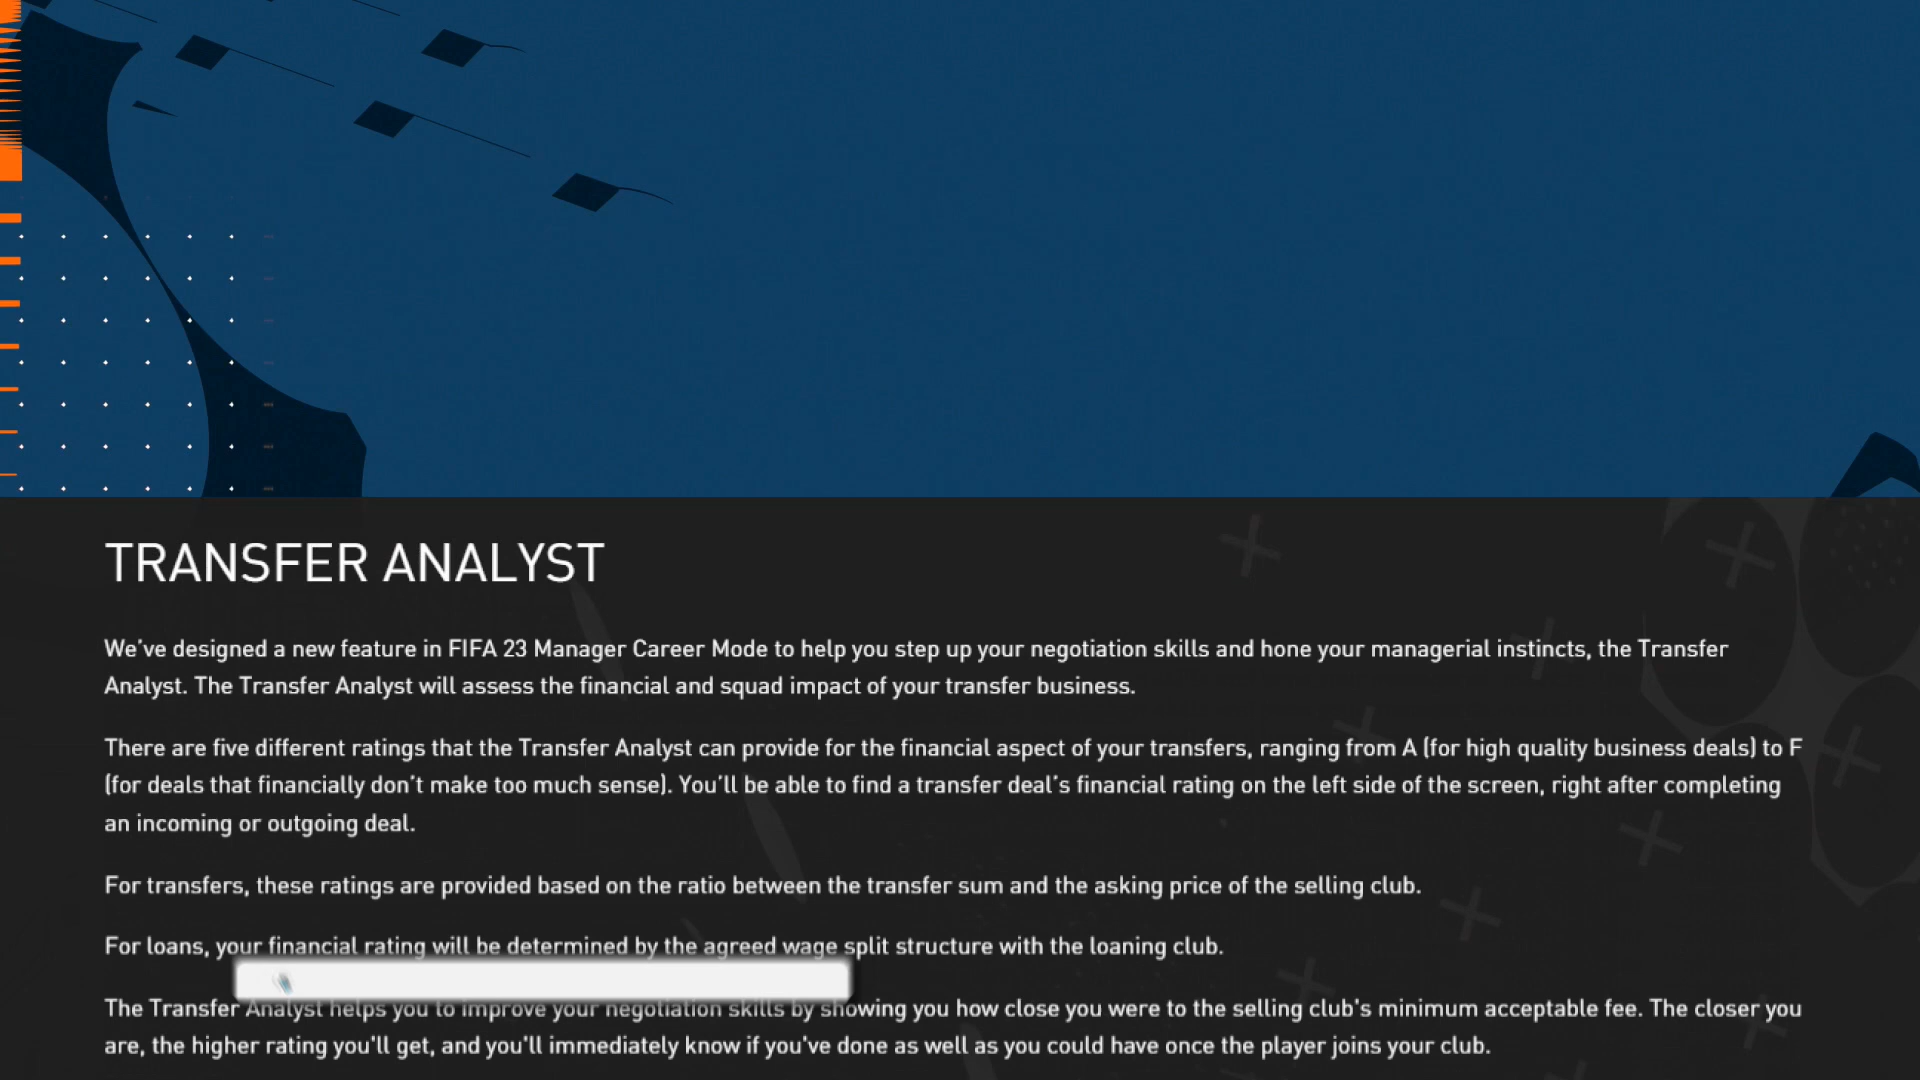 TRANSFER ANALYST
We've designed a new feature in FIFA 23 Manager Career Mode to help you step up your negotiation skills and hone your managerial instincts, the Transfer
Analyst. The Transfer Analyst will assess the financial and squad impact of your transfer business.
There are five different ratings that the Transfer Analyst can provide for the financial aspect of your transfers, ranging from A (for high quality business deals) to F
(for deals that financially don't make too much sense). You'll be able to find a transfer deal's financial rating on the left side of the screen, right after completing
an incoming or outgoing deal.
For transfers, these ratings are provided based on the ratio between the transfer sum and the asking price of the selling club.
For loans, your financial rating will be determined by the agreed wage split structure with the loaning club.
The Transfer Analyst helps you to improve your negotiation skills by showing you how close you were to the selling club's minimum acceptable fee. The closer you
are, the higher rating you'll get, and you'll immediately know if you've done as well as you could have once the player joins your club.